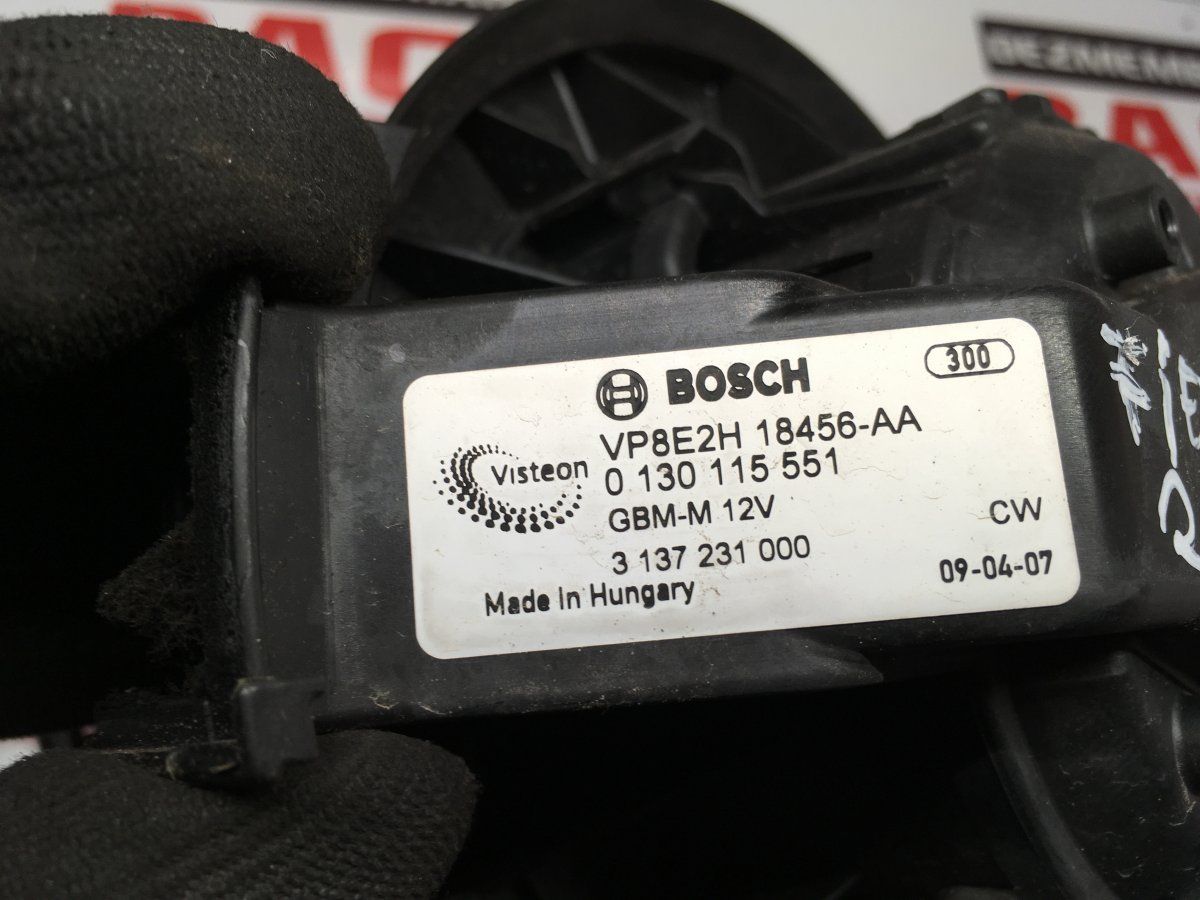 DEZMEMB
BOSCH
300
VP8E2H 18456-AA
Visteon
0 130 115 551
GBM-M 12V
CW
3 137 231 000
09-04-07
Made In Hungary